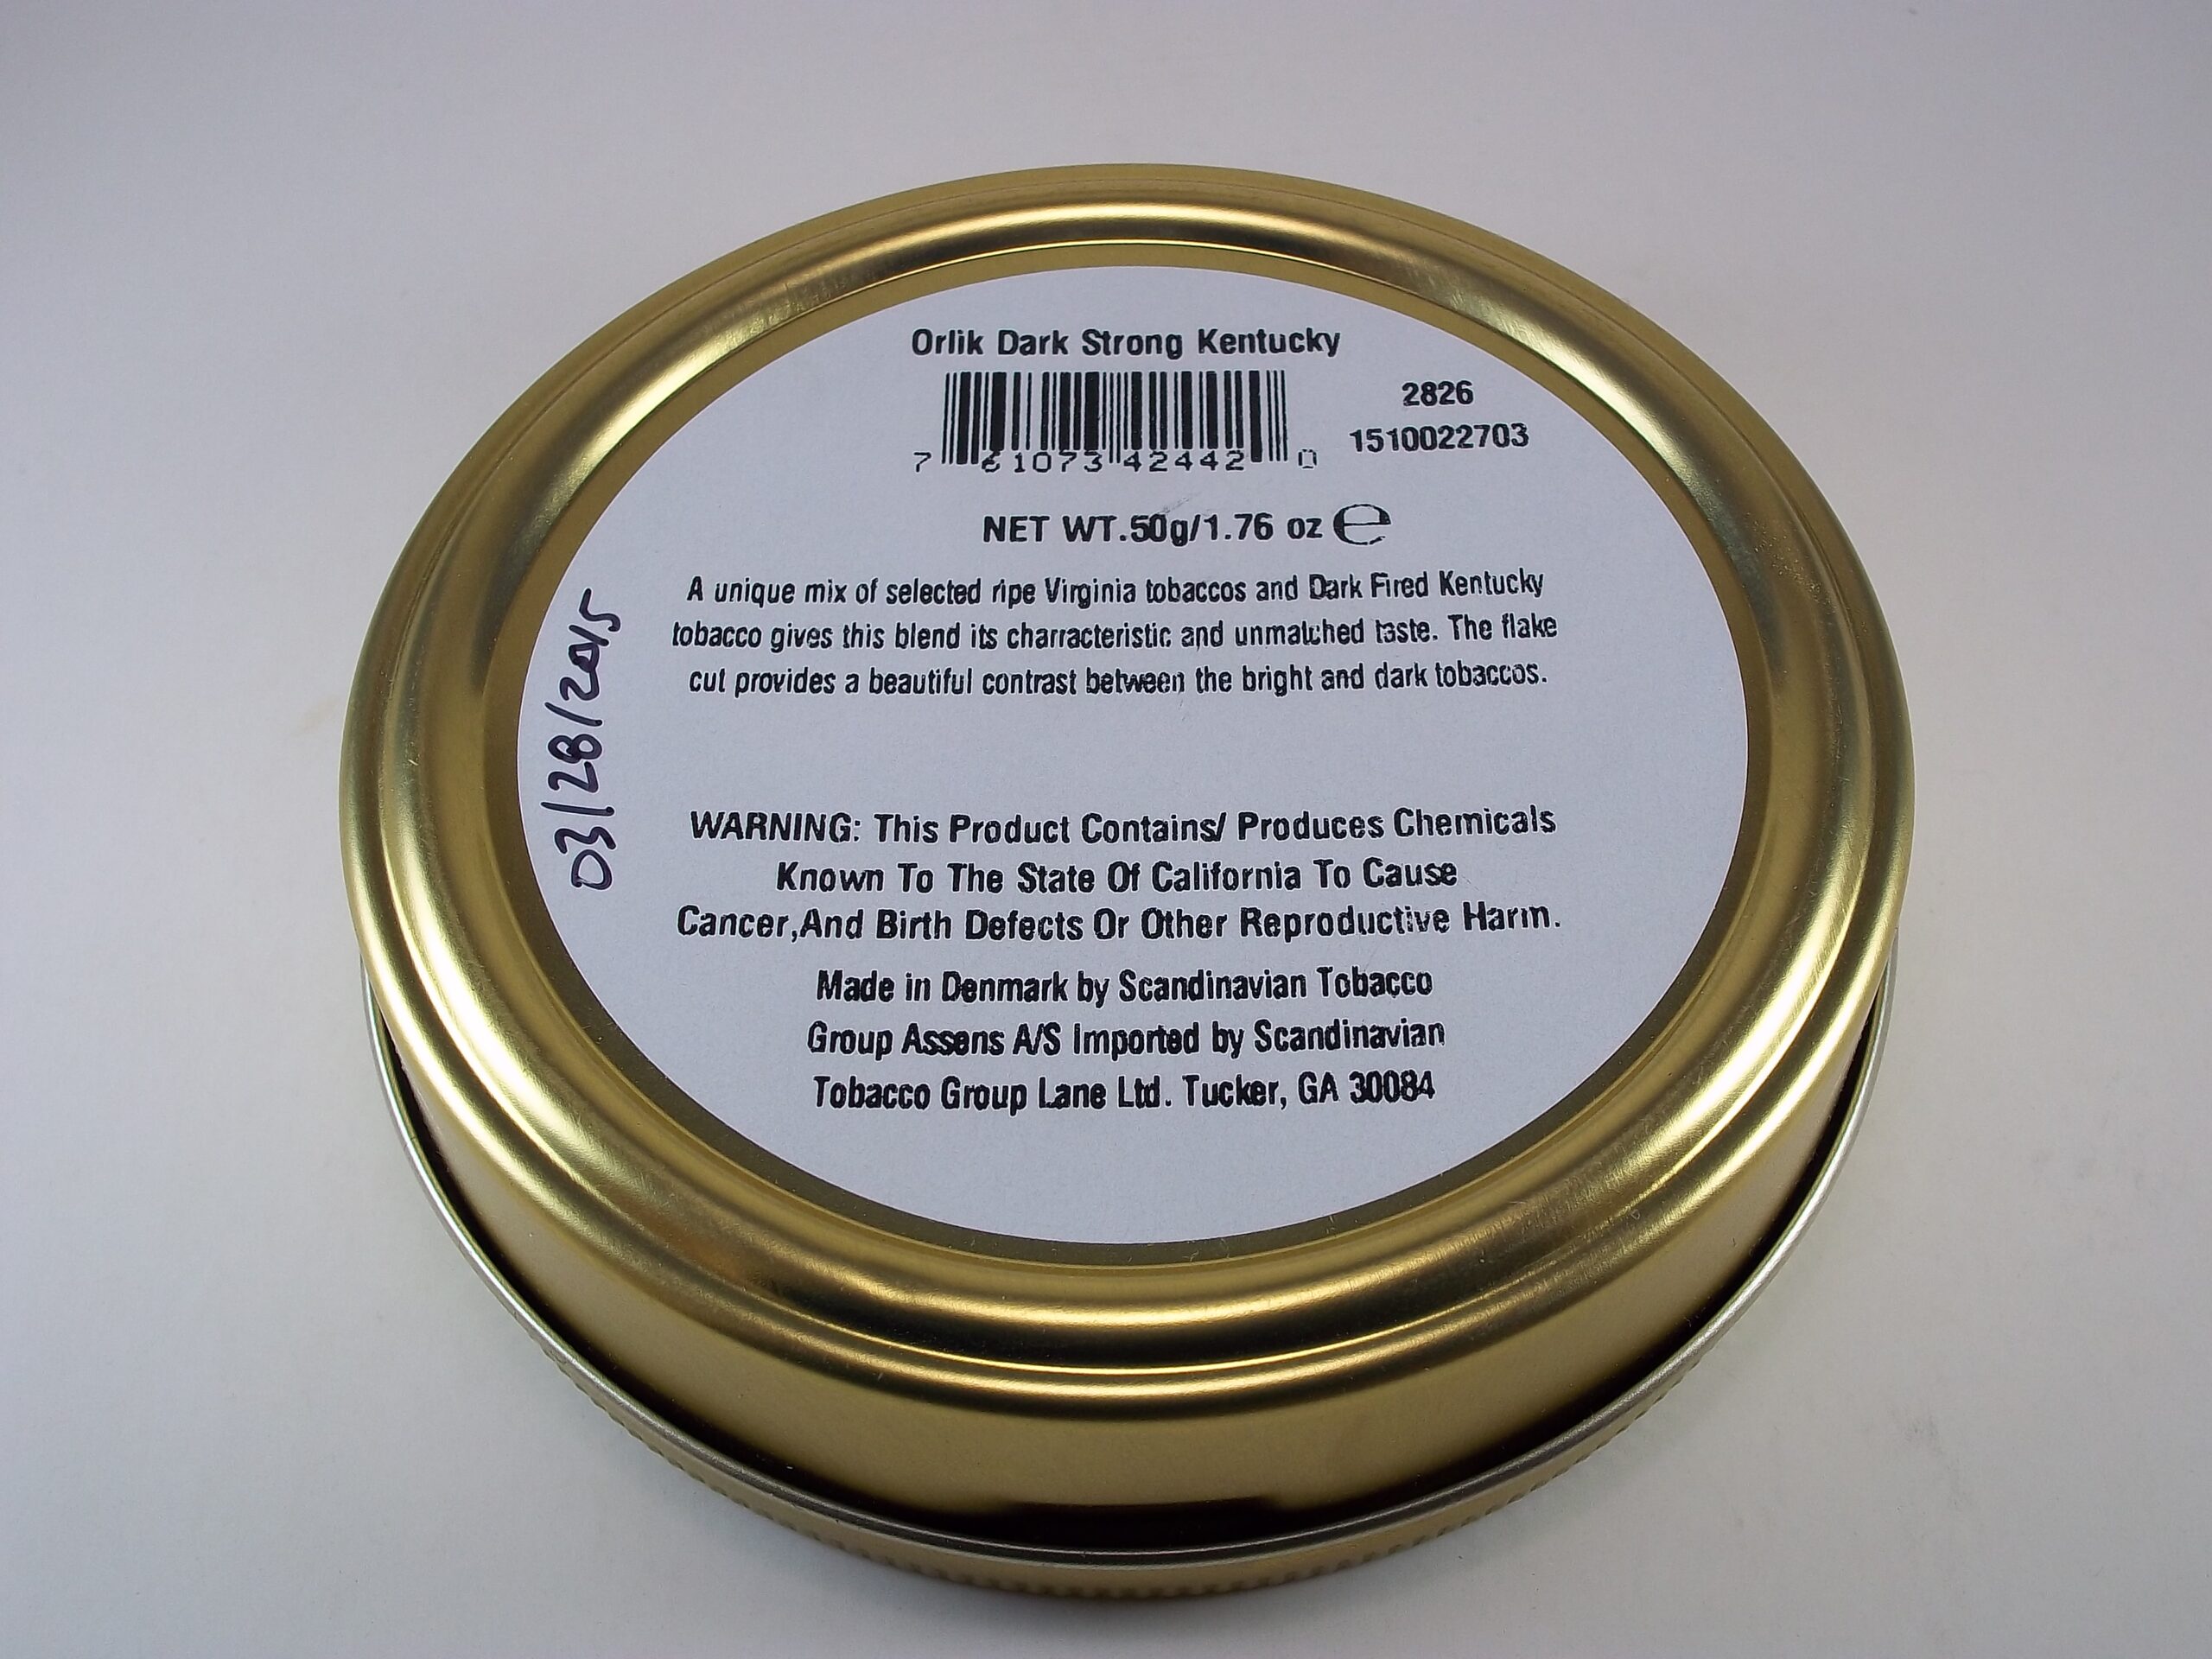 Orlik Dark Strong Kentucky
2826
1510022703
7 61073 42442 0
NET WT.50g/1.76 oz ℮
A unique mix of selected ripe Virginia tobaccos and Dark Fired Kentucky
tobacco gives this blend its charracteristic and unmatched taste. The flake
cut provides a beautiful contrast between the bright and dark tobaccos.
03/28/2015
WARNING: This Product Contains/ Produces Chemicals
Known To The State Of California To Cause
Cancer,And Birth Defects Or Other Reproductive Harm.
Made in Denmark by Scandinavian Tobacco
Group Assens A/S Imported by Scandinavian
Tobacco Group Lane Ltd. Tucker, GA 30084